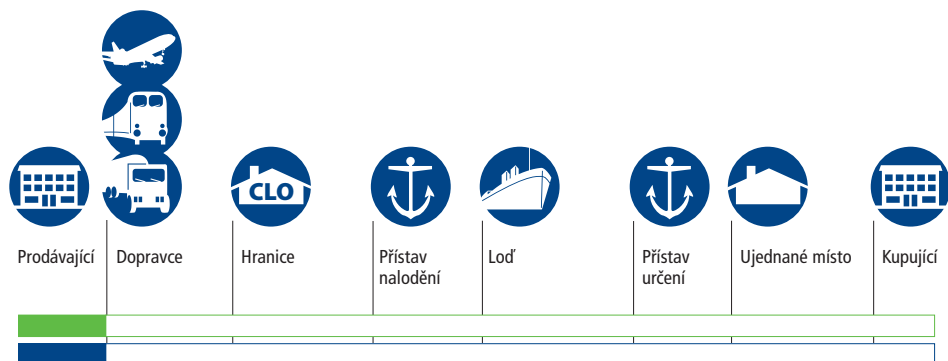 CLO
Prodávající
Dopravce
Hranice
Přístav
nalodění
Loď
Přístav
určení
Ujednané místo
Kupující